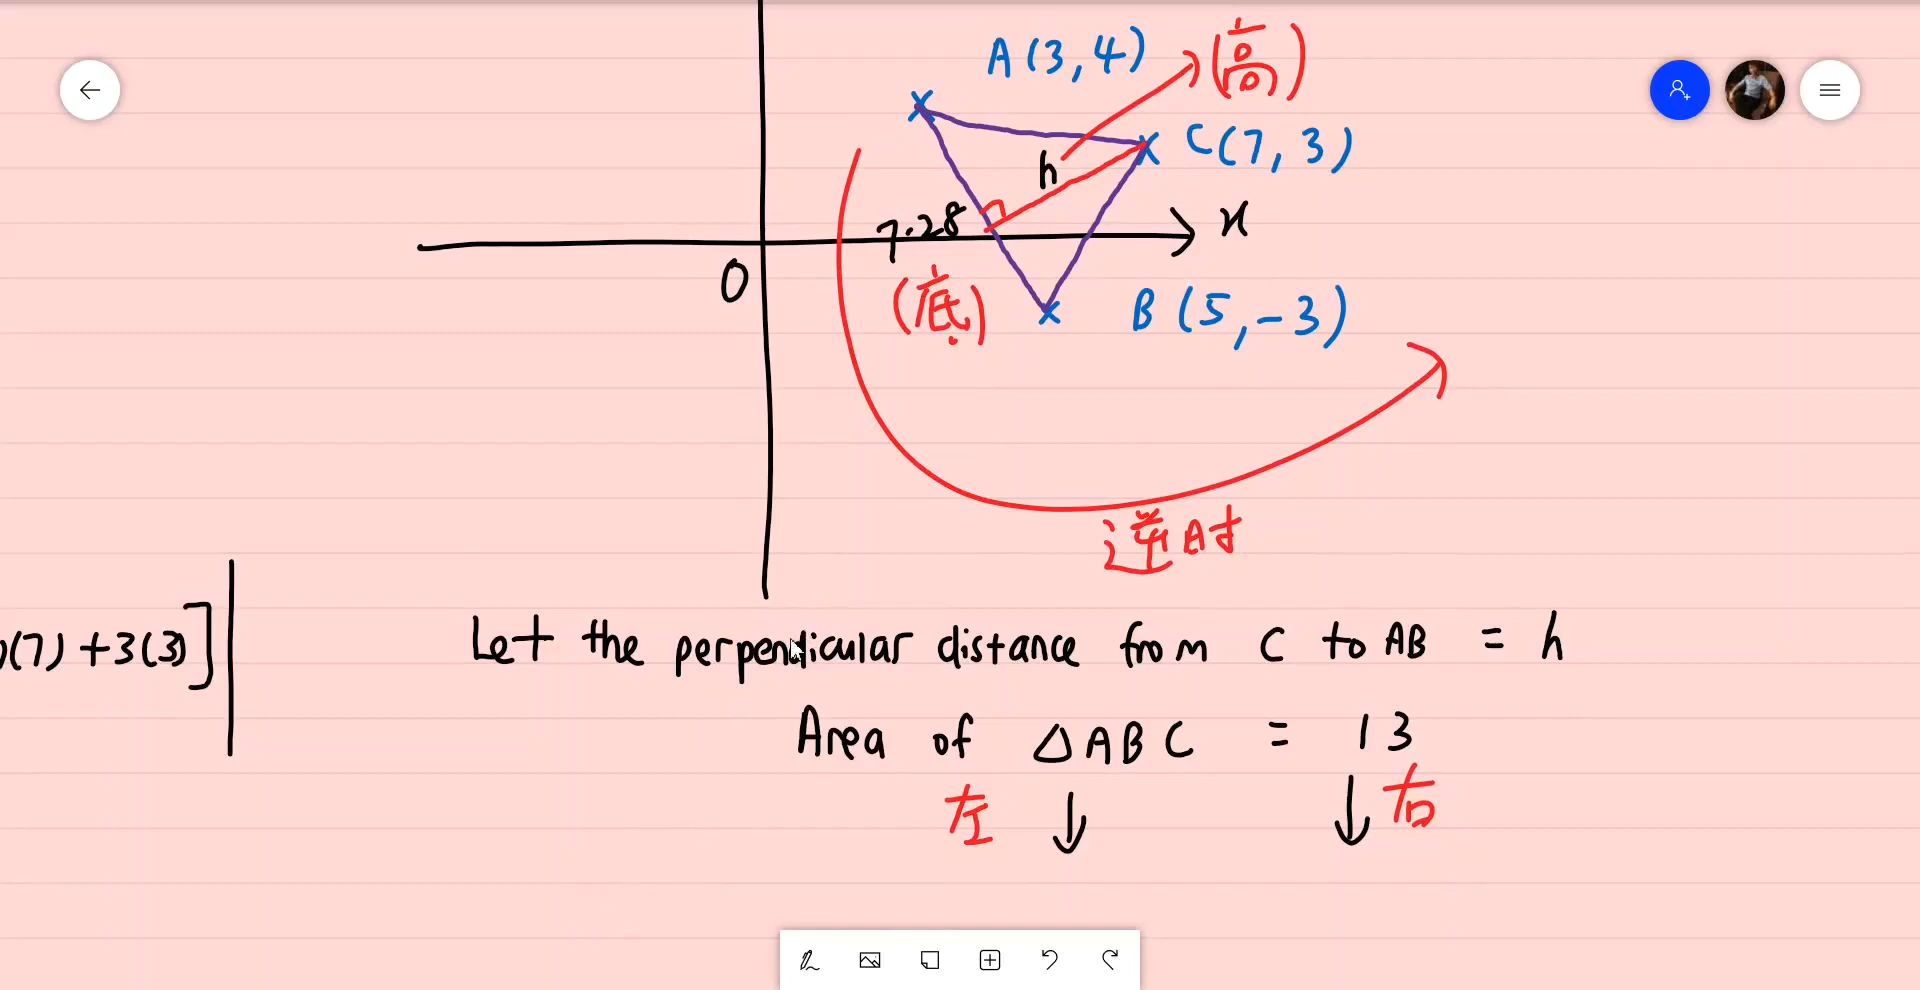 A (3, 4)
(高)
C (7, 3)
h
7.28
x
0
(底)
B (5, -3)
逆时
(7) + 3(3)]
Let the perpendicular distance from C to AB = h
Area of △ABC = 13
左 ↓ ↓ 右